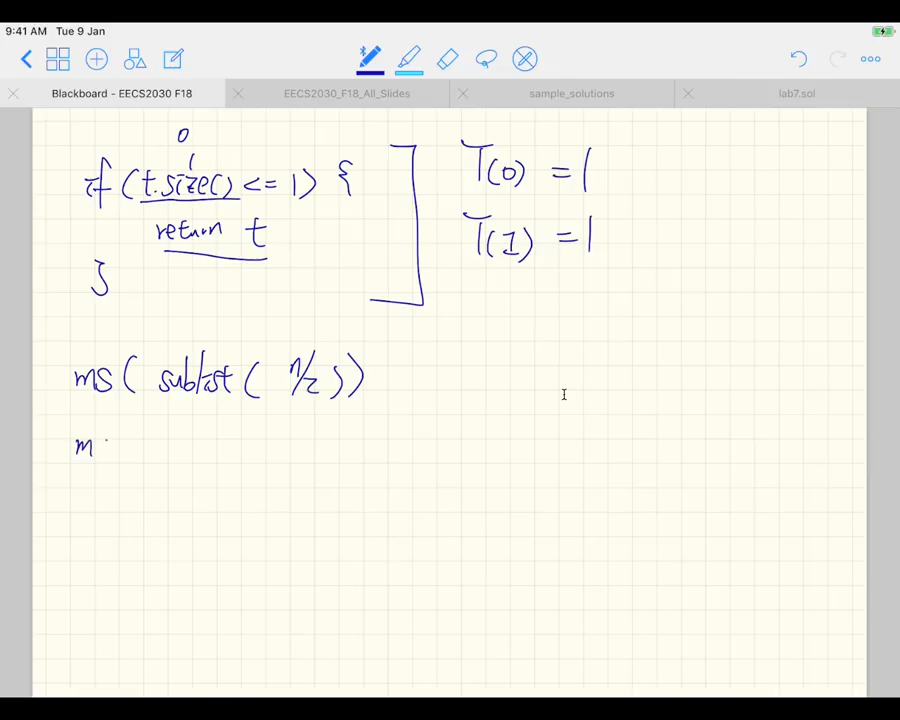 9:41 AM Tue 9 Jan
Blackboard - EECS2030 F18
EECS2030_F18_All_Slides
sample_solutions
lab7.sol
0
1
if (t.size() <= 1) {
return t
}
T(0) = 1
T(1) = 1
ms( sublist( n/2 ))
m